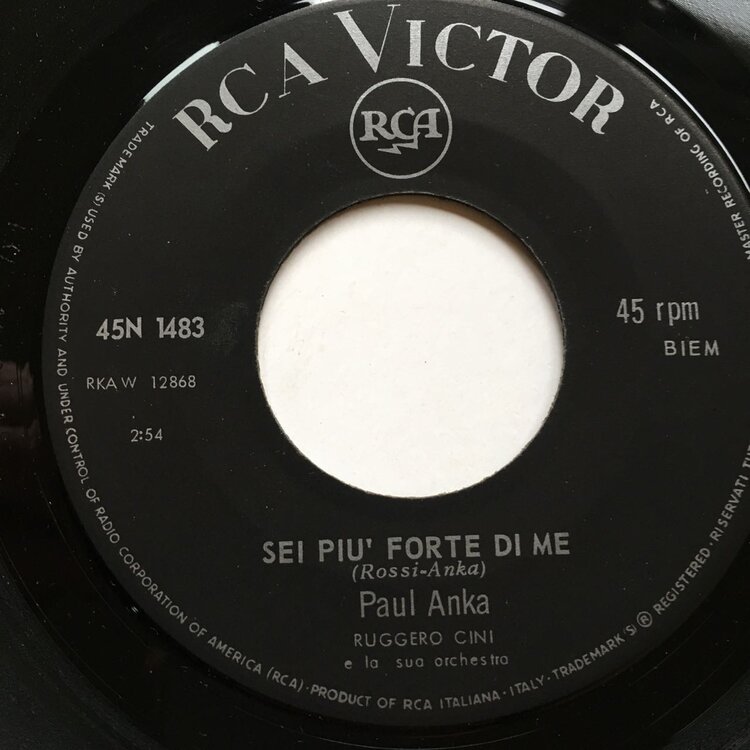 RCA VICTOR
RCA
45N 1483
RKAW 12868
2:54
45 rpm
BIEM
SEI PIU' FORTE DI ME
(Rossi-Anka)
Paul Anka
RUGGERO CINI
e la sua orchestra
TRADEMARK (S) USED BY AUTHORITY AND UNDER CONTROL OF RADIO CORPORATION OF AMERICA (RCA) · PRODUCT OF RCA ITALIANA · ITALY · TRADEMARK (S) ® REGISTERED · RISERVATI
MASTER RECORDING OF RCA